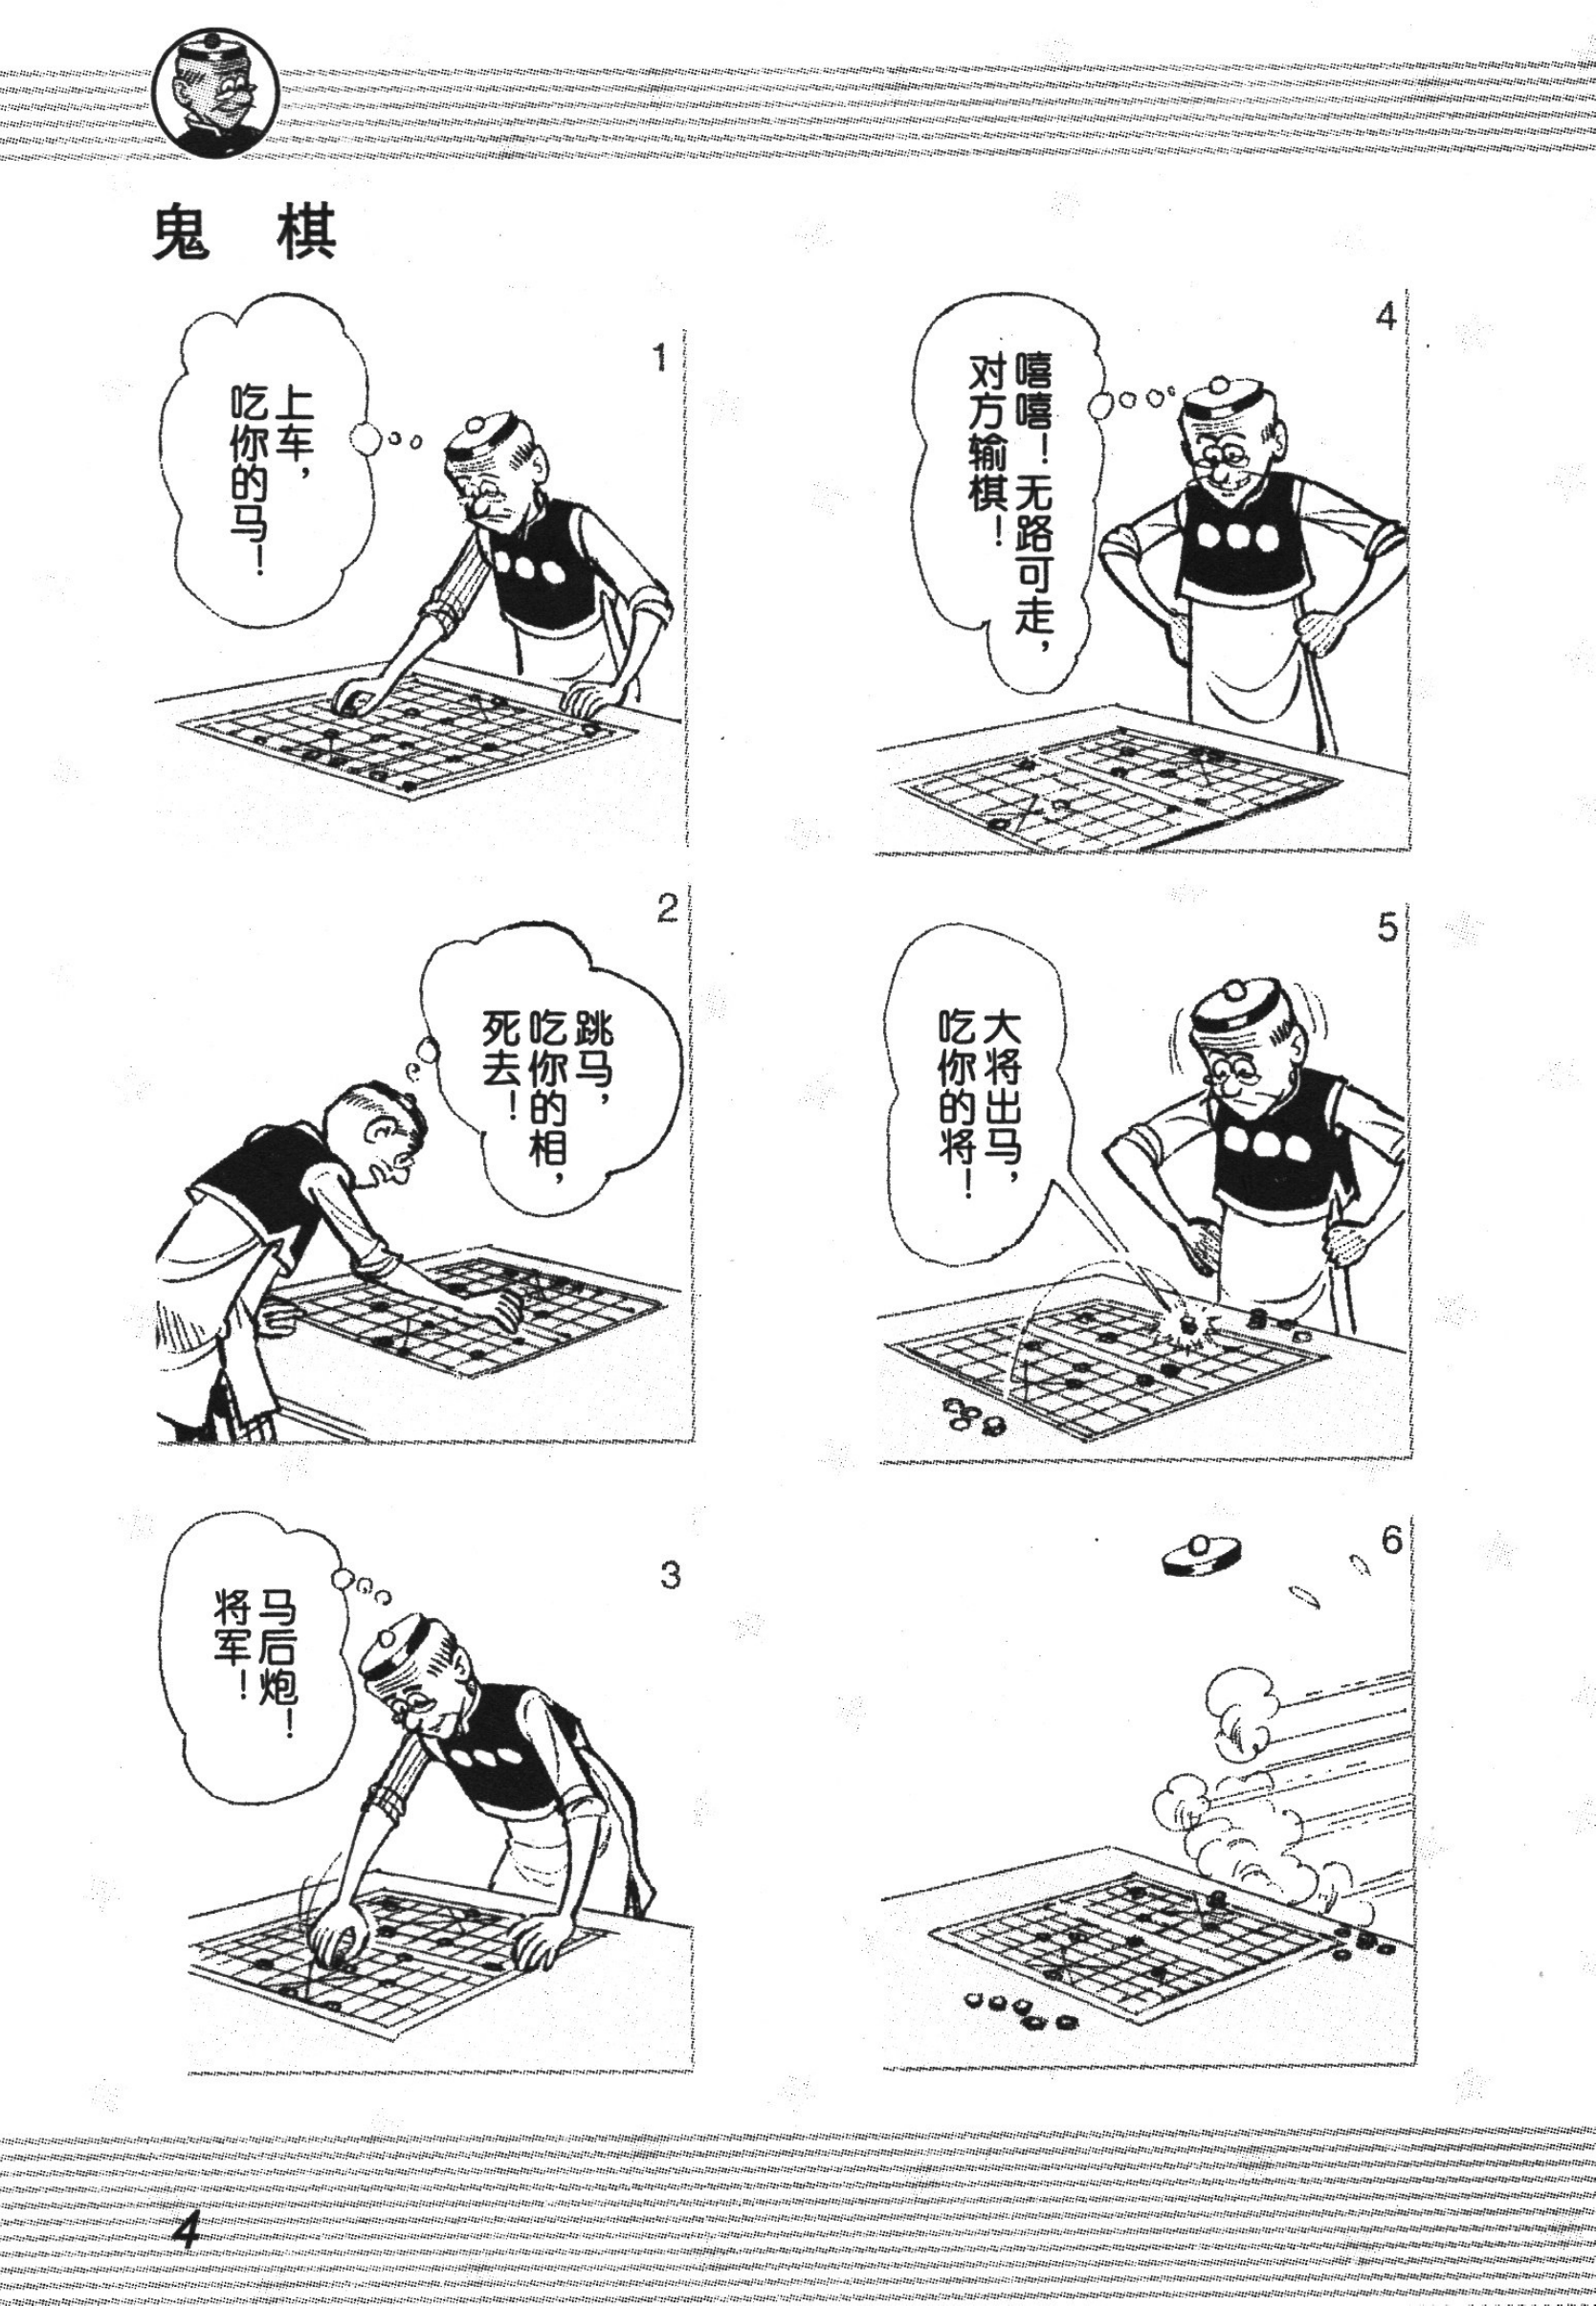 鬼 棋
1
上车，
吃你的马！
2
跳马，
吃你的相，
死去！
3
马后炮！
将军！
4
嘻嘻！无路可走，
对方输棋！
5
大将出马，
吃你的将！
6
4